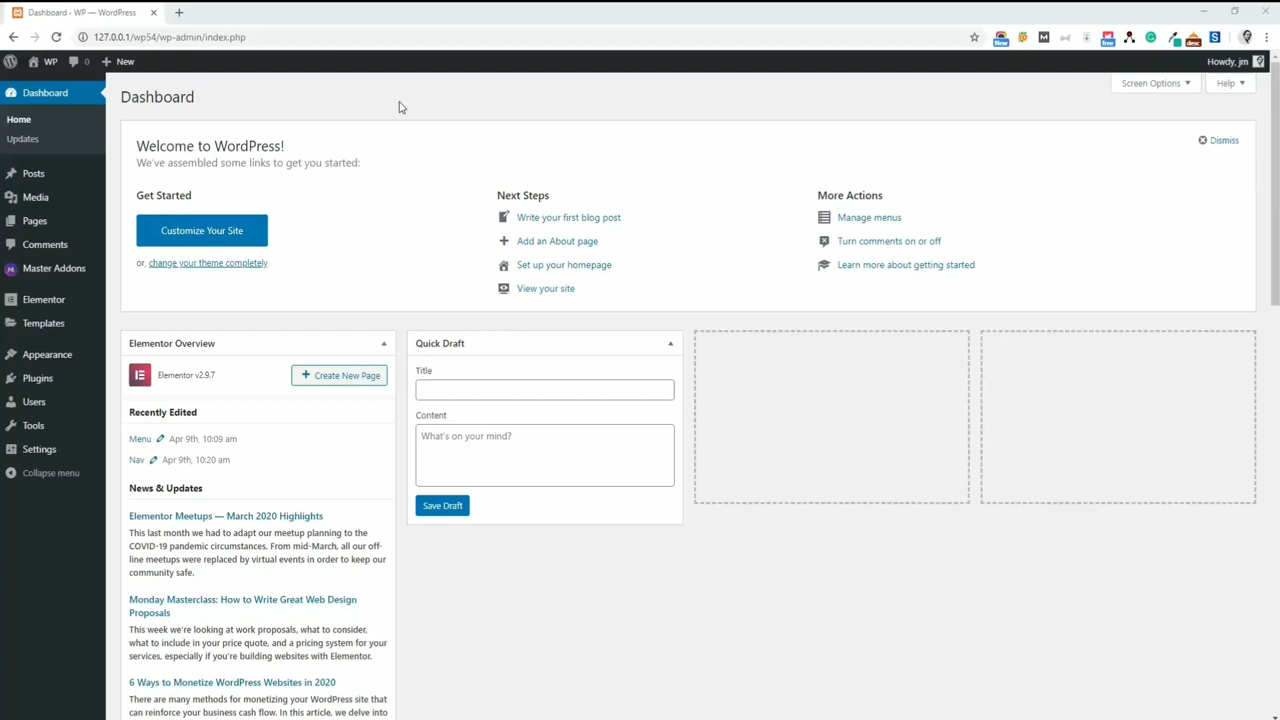 Dashboard ‹ WP — WordPress
127.0.0.1/wp54/wp-admin/index.php
New
free
desc
WP 0 New
Howdy, jm
Dashboard
Home
Updates
Posts
Media
Pages
Comments
Master Addons
Elementor
Templates
Appearance
Plugins
Users
Tools
Settings
Collapse menu
Dashboard
Screen Options
Help
Welcome to WordPress!
We've assembled some links to get you started:
Dismiss
Get Started
Customize Your Site
or, change your theme completely
Next Steps
Write your first blog post
Add an About page
Set up your homepage
View your site
More Actions
Manage menus
Turn comments on or off
Learn more about getting started
Elementor Overview
Elementor v2.9.7
Create New Page
Recently Edited
Menu Apr 9th, 10:09 am
Nav Apr 9th, 10:20 am
News & Updates
Elementor Meetups — March 2020 Highlights
This last month we had to adapt our meetup planning to the
COVID-19 pandemic circumstances. From mid-March, all our off-
line meetups were replaced by virtual events in order to keep our
community safe.
Monday Masterclass: How to Write Great Web Design
Proposals
This week we're looking at work proposals, what to consider,
what to include in your price quote, and a pricing system for your
services, especially if you're building websites with Elementor.
6 Ways to Monetize WordPress Websites in 2020
There are many methods for monetizing your WordPress site that
can reinforce your business cash flow. In this article, we delve into
Quick Draft
Title
Content
What's on your mind?
Save Draft